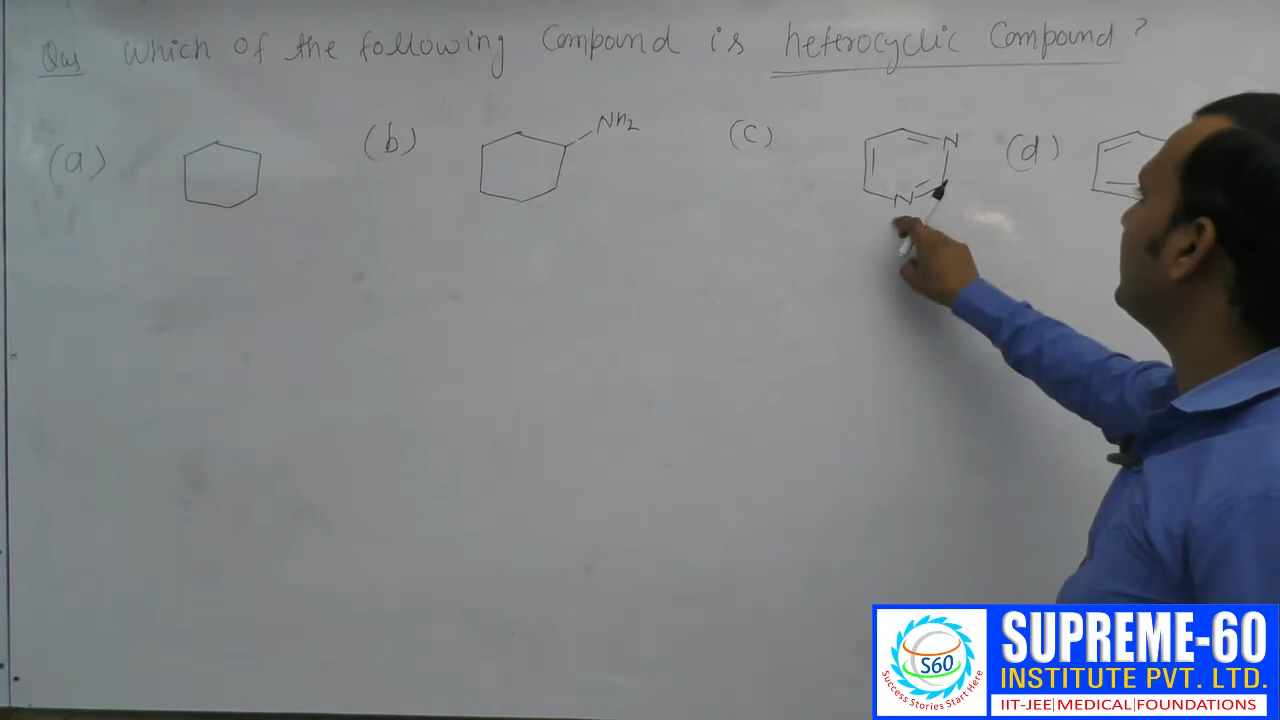 Ques Which of the following Compound is heterocyclic Compound?
(a) (b) NH2 (c) N N (d)
S60
Success Stories Start Here
SUPREME-60
INSTITUTE PVT. LTD.
IIT-JEE|MEDICAL|FOUNDATIONS